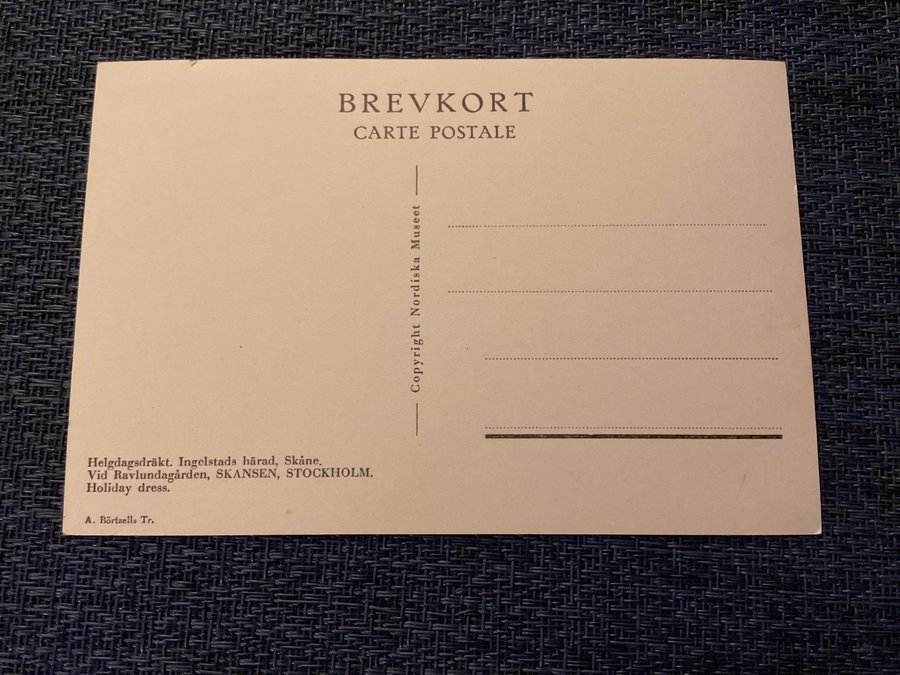 BREVKORT
CARTE POSTALE
Copyright Nordiska Museet
Helgdagsdräkt. Ingelstads härad, Skåne.
Vid Ravlundagården, SKANSEN, STOCKHOLM.
Holiday dress.
A. Börtzells Tr.